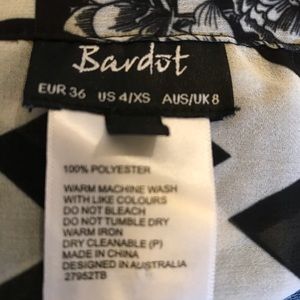 Bardot
EUR 36 US 4/XS AUS/UK 8
100% POLYESTER
WARM MACHINE WASH
WITH LIKE COLOURS
DO NOT BLEACH
DO NOT TUMBLE DRY
WARM IRON
DRY CLEANABLE (P)
MADE IN CHINA
DESIGNED IN AUSTRALIA
27952TB